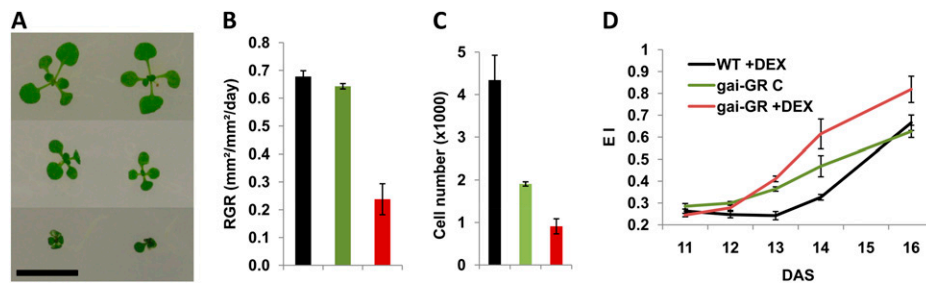 A
B
RGR (mm²/mm²/day)
0.8
0.7
0.6
0.5
0.4
0.3
0.2
0.1
0.0
C
Cell number (x1000)
5
4
3
2
1
0
D
E I
1
0.9
0.8
0.7
0.6
0.5
0.4
0.3
0.2
WT +DEX
gai-GR C
gai-GR +DEX
11 12 13 14 15 16
DAS